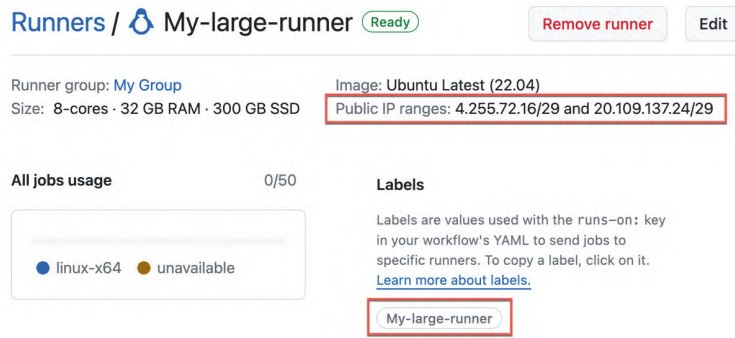 Runners / My-large-runner Ready Remove runner Edit
Runner group: My Group
Size: 8-cores · 32 GB RAM · 300 GB SSD
Image: Ubuntu Latest (22.04)
Public IP ranges: 4.255.72.16/29 and 20.109.137.24/29
All jobs usage 0/50
linux-x64 unavailable
Labels
Labels are values used with the runs-on: key
in your workflow's YAML to send jobs to
specific runners. To copy a label, click on it.
Learn more about labels.
My-large-runner